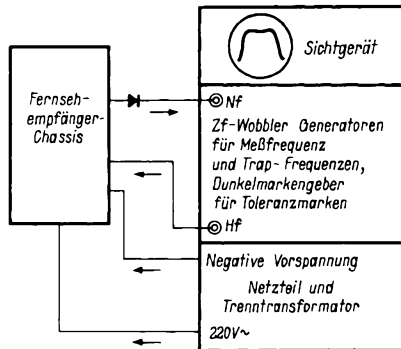 Sichtgerät
Fernseh-
empfänger-
Chassis
Nf
Zf-Wobbler Generatoren
für Meßfrequenz
und Trap-Frequenzen,
Dunkelmarkengeber
für Toleranzmarken
Hf
Negative Vorspannung
Netzteil und
Trenntransformator
220V~